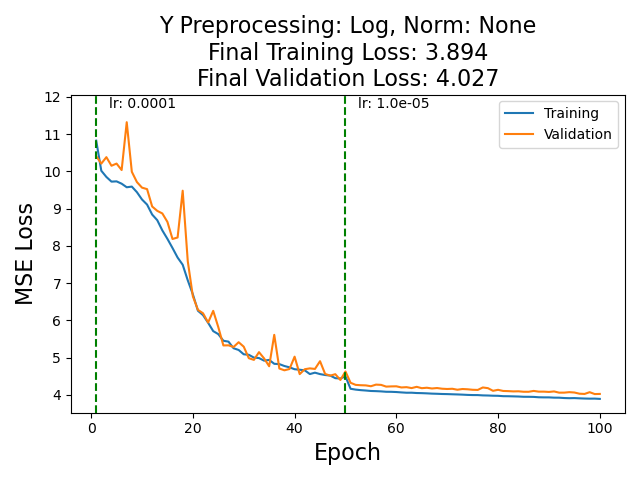 Y Preprocessing: Log, Norm: None
Final Training Loss: 3.894
Final Validation Loss: 4.027
lr: 0.0001
lr: 1.0e-05
Training
Validation
MSE Loss
12
11
10
9
8
7
6
5
4
0
20
40
60
80
100
Epoch